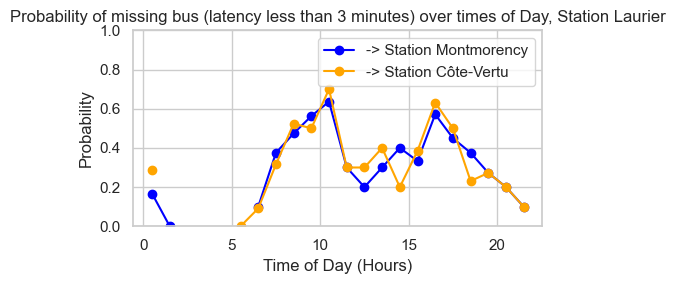 Probability of missing bus (latency less than 3 minutes) over times of Day, Station Laurier
1.0
0.8
0.6
0.4
0.2
0.0
Probability
-> Station Montmorency
-> Station Côte-Vertu
0 5 10 15 20
Time of Day (Hours)